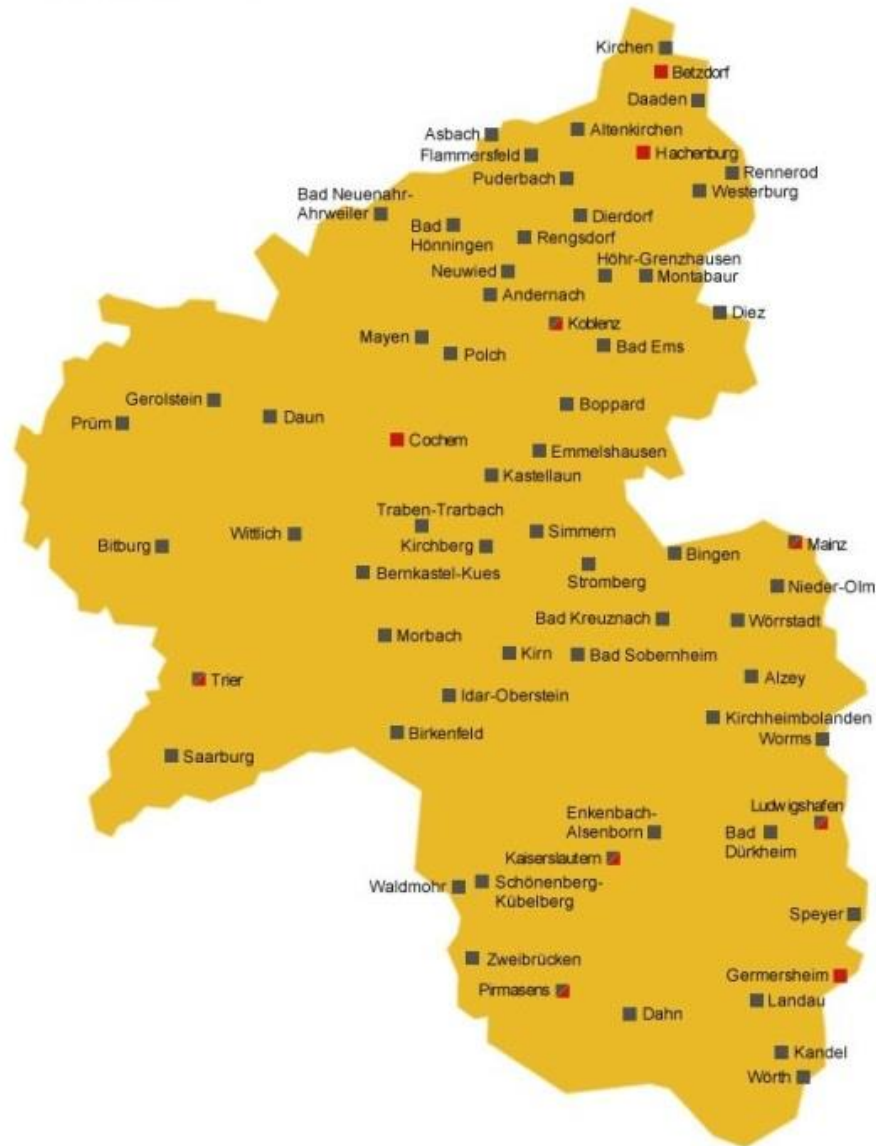 Kirchen
Betzdorf
Daaden
Altenkirchen
Asbach
Hachenburg
Flammersfeld
Rennerod
Puderbach
Westerburg
Bad Neuenahr-
Ahrweiler
Dierdorf
Bad
Hönningen
Rengsdorf
Höhr-Grenzhausen
Neuwied
Montabaur
Andernach
Diez
Koblenz
Mayen
Bad Ems
Polch
Gerolstein
Boppard
Daun
Prüm
Cochem
Emmelshausen
Kastellaun
Traben-Trarbach
Wittlich
Simmern
Mainz
Bitburg
Kirchberg
Bingen
Bernkastel-Kues
Stromberg
Nieder-Olm
Bad Kreuznach
Wörrstadt
Morbach
Kirn
Bad Sobernheim
Trier
Alzey
Idar-Oberstein
Kirchheimbolanden
Birkenfeld
Worms
Saarburg
Ludwigshafen
Enkenbach-
Alsenborn
Bad
Dürkheim
Kaiserslautern
Waldmohr
Schönenberg-
Kübelberg
Speyer
Zweibrücken
Germersheim
Pirmasens
Landau
Dahn
Kandel
Wörth